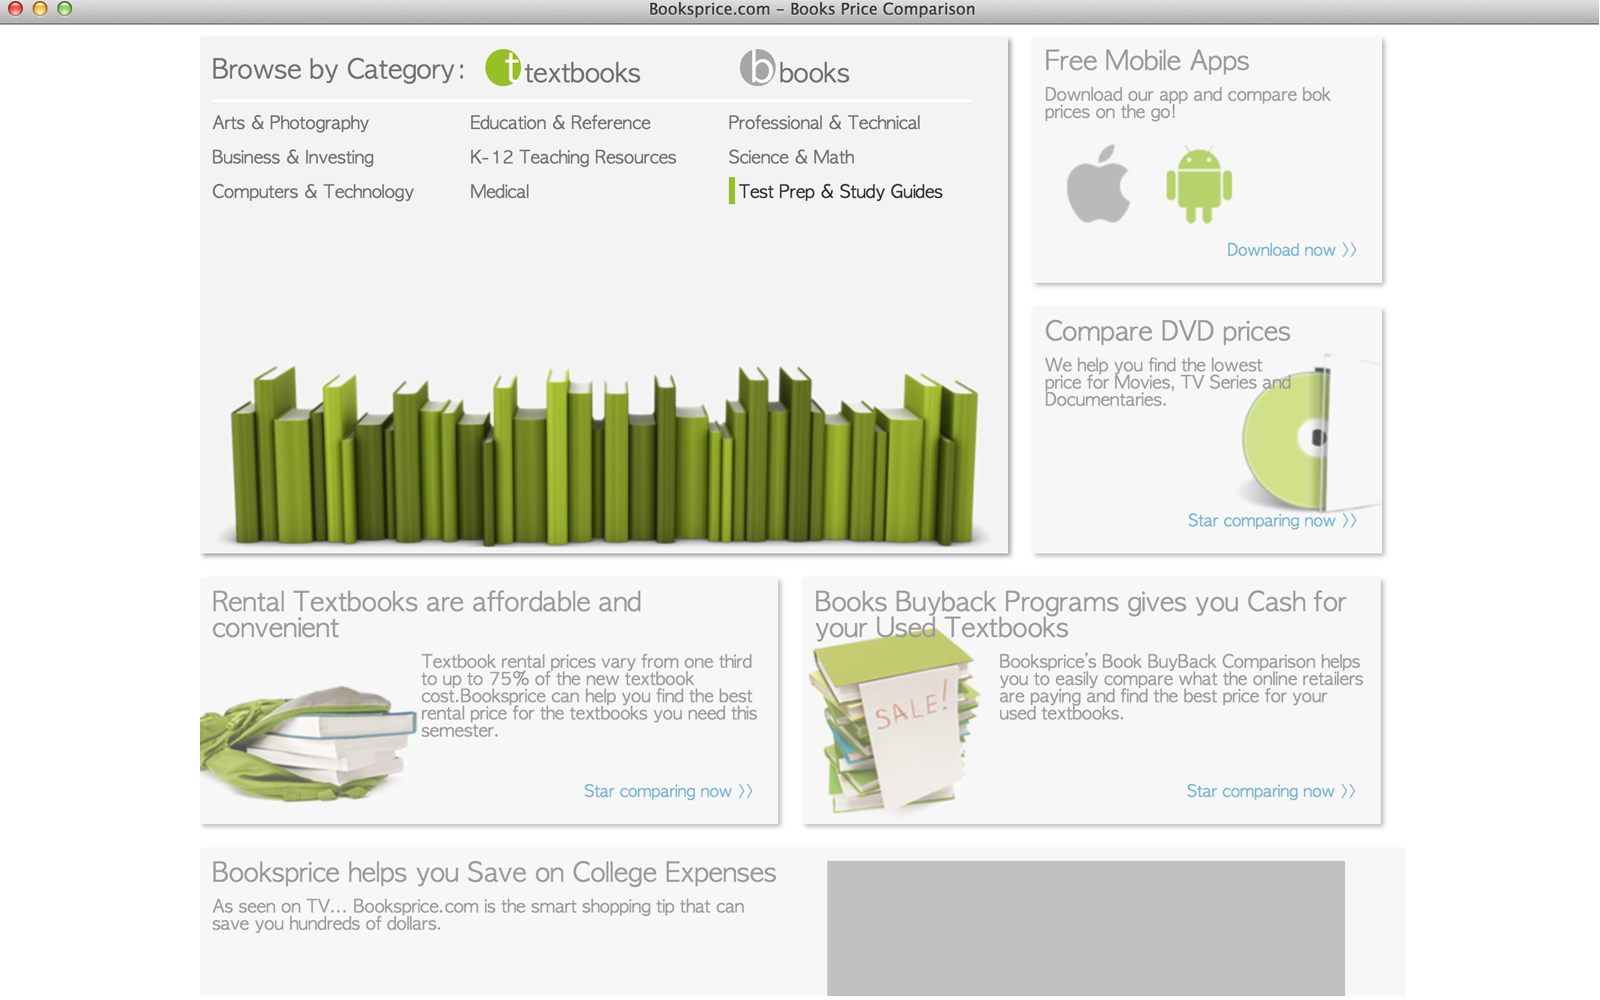 Booksprice.com – Books Price Comparison
Browse by Category:
t textbooks
b books
Arts & Photography
Education & Reference
Professional & Technical
Business & Investing
K-12 Teaching Resources
Science & Math
Computers & Technology
Medical
Test Prep & Study Guides
Free Mobile Apps
Download our app and compare bok
prices on the go!
Download now >>
Compare DVD prices
We help you find the lowest
price for Movies, TV Series and
Documentaries.
Star comparing now >>
Rental Textbooks are affordable and
convenient
Textbook rental prices vary from one third
to up to 75% of the new textbook
cost.Booksprice can help you find the best
rental price for the textbooks you need this
semester.
Star comparing now >>
Books Buyback Programs gives you Cash for
your Used Textbooks
SALE!
Booksprice's Book BuyBack Comparison helps
you to easily compare what the online retailers
are paying and find the best price for your
used textbooks.
Star comparing now >>
Booksprice helps you Save on College Expenses
As seen on TV... Booksprice.com is the smart shopping tip that can
save you hundreds of dollars.